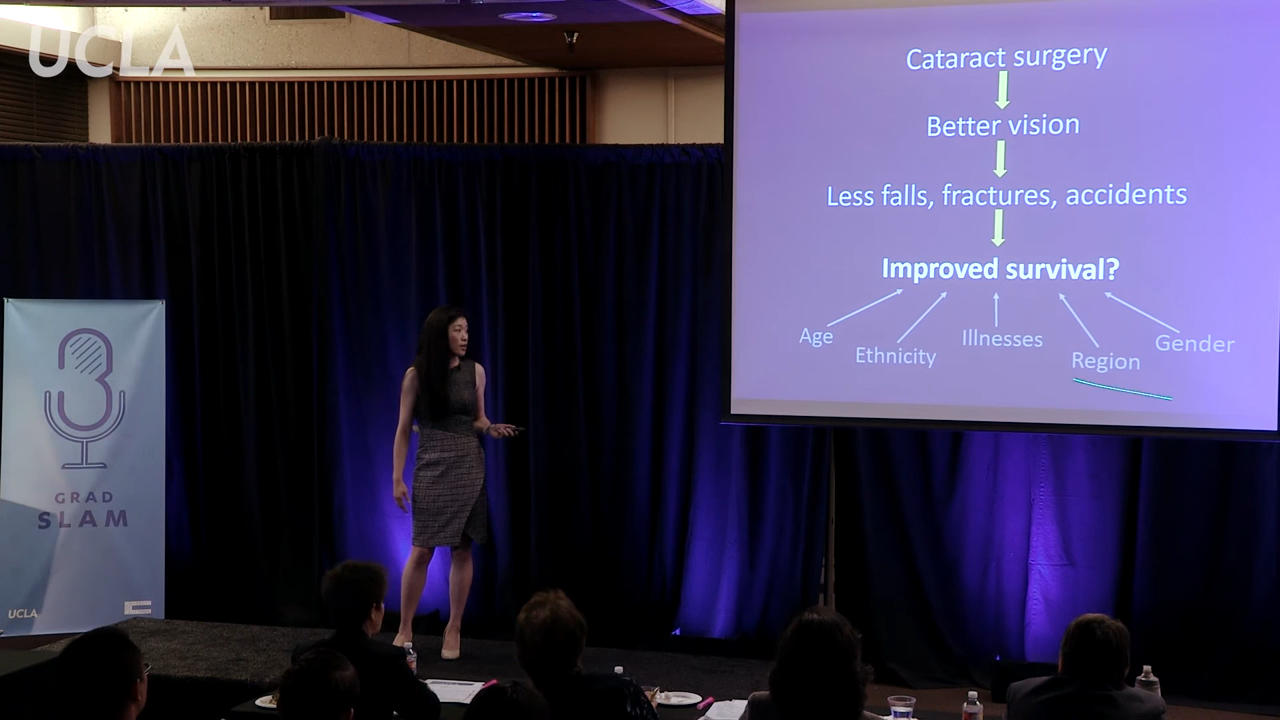 UCLA
Cataract surgery
Better vision
Less falls, fractures, accidents
Improved survival?
Age
Ethnicity
Illnesses
Region
Gender
GRAD
SLAM
UCLA